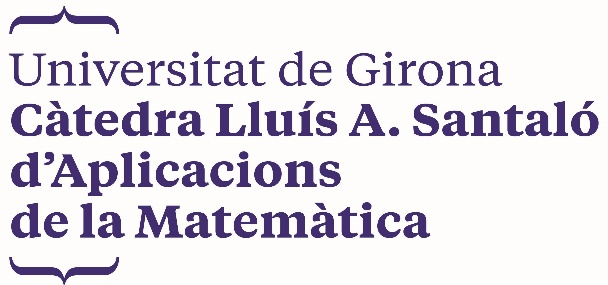 Universitat de Girona
Càtedra Lluís A. Santaló
d’Aplicacions
de la Matemàtica